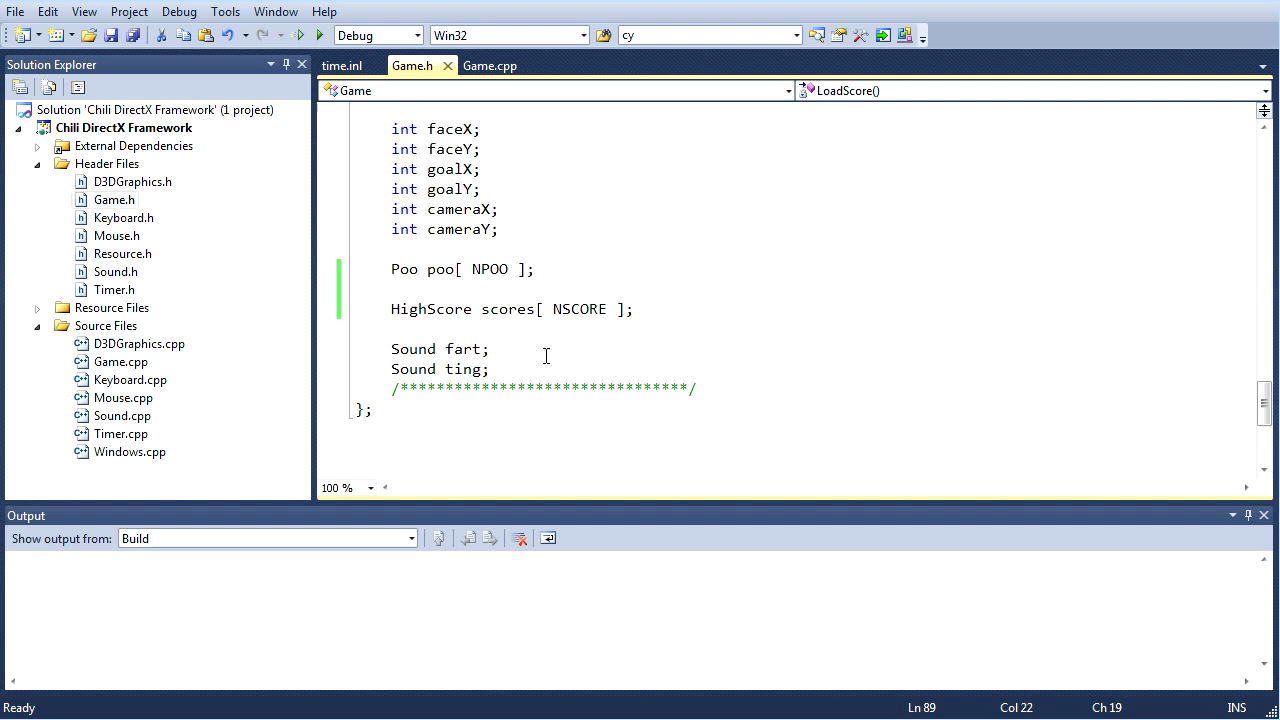 File Edit View Project Debug Tools Window Help
Debug Win32 cy
Solution Explorer
time.inl Game.h Game.cpp
Game LoadScore()
Solution 'Chili DirectX Framework' (1 project)
Chili DirectX Framework
External Dependencies
Header Files
D3DGraphics.h
Game.h
Keyboard.h
Mouse.h
Resource.h
Sound.h
Timer.h
Resource Files
Source Files
D3DGraphics.cpp
Game.cpp
Keyboard.cpp
Mouse.cpp
Sound.cpp
Timer.cpp
Windows.cpp
int faceX;
int faceY;
int goalX;
int goalY;
int cameraX;
int cameraY;
Poo poo[ NPOO ];
HighScore scores[ NSCORE ];
Sound fart;
Sound ting;
/********************************/
};
100 %
Output
Show output from: Build
Ready Ln 89 Col 22 Ch 19 INS